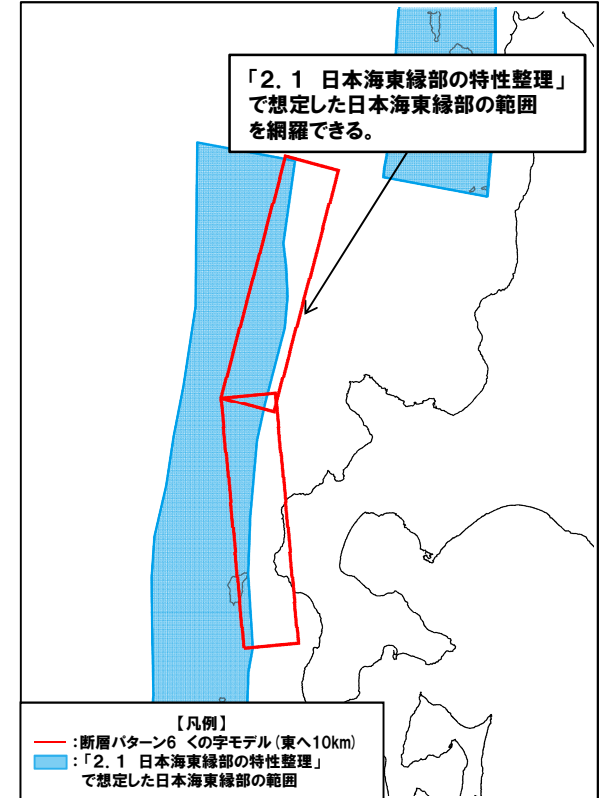 「2.1 日本海東縁部の特性整理」
で想定した日本海東縁部の範囲
を網羅できる。
【凡例】
:断層パターン6 くの字モデル(東へ10km)
:「2.1 日本海東縁部の特性整理」
で想定した日本海東縁部の範囲